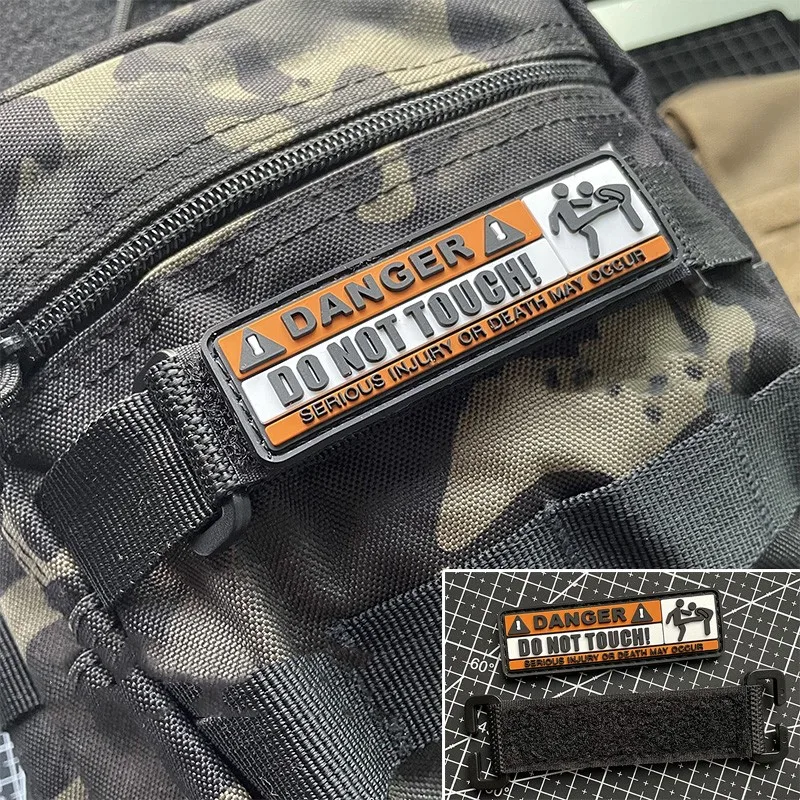 DANGER
DO NOT TOUCH!
SERIOUS INJURY OR DEATH MAY OCCUR
DANGER
DO NOT TOUCH!
SERIOUS INJURY OR DEATH MAY OCCUR
60°
60°